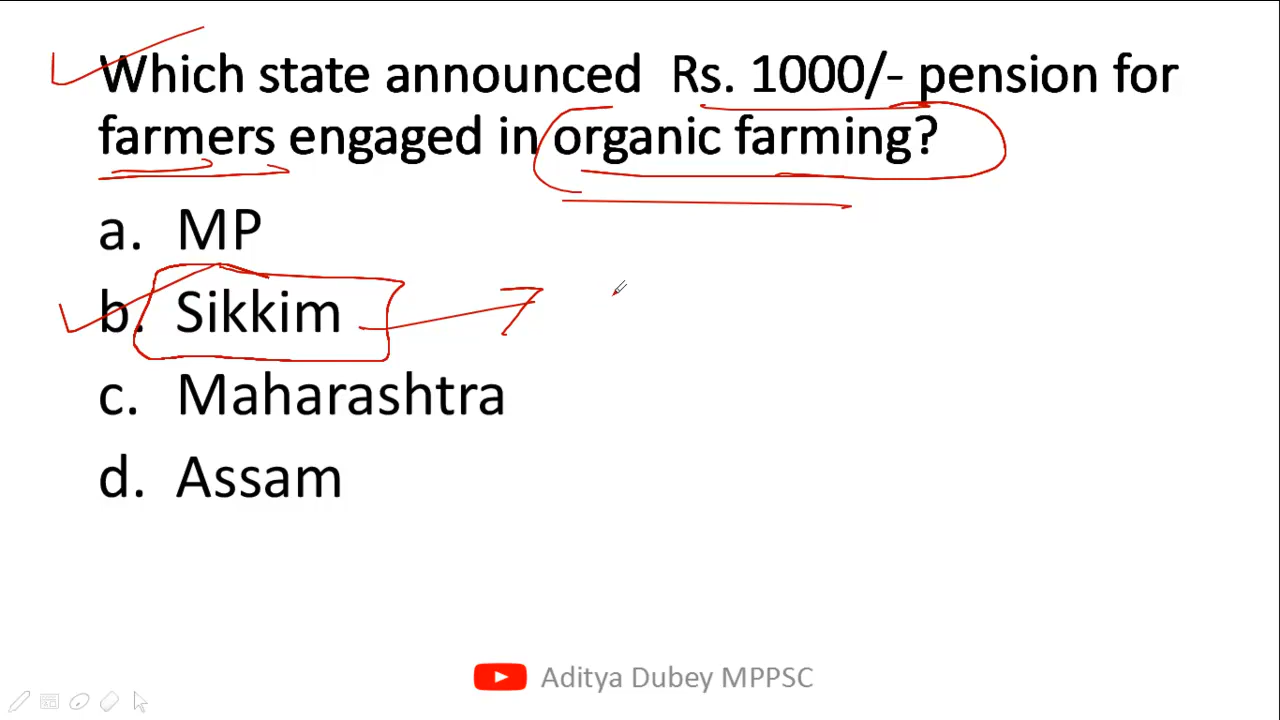 Which state announced Rs. 1000/- pension for
farmers engaged in organic farming?
a. MP
b. Sikkim
c. Maharashtra
d. Assam
Aditya Dubey MPPSC